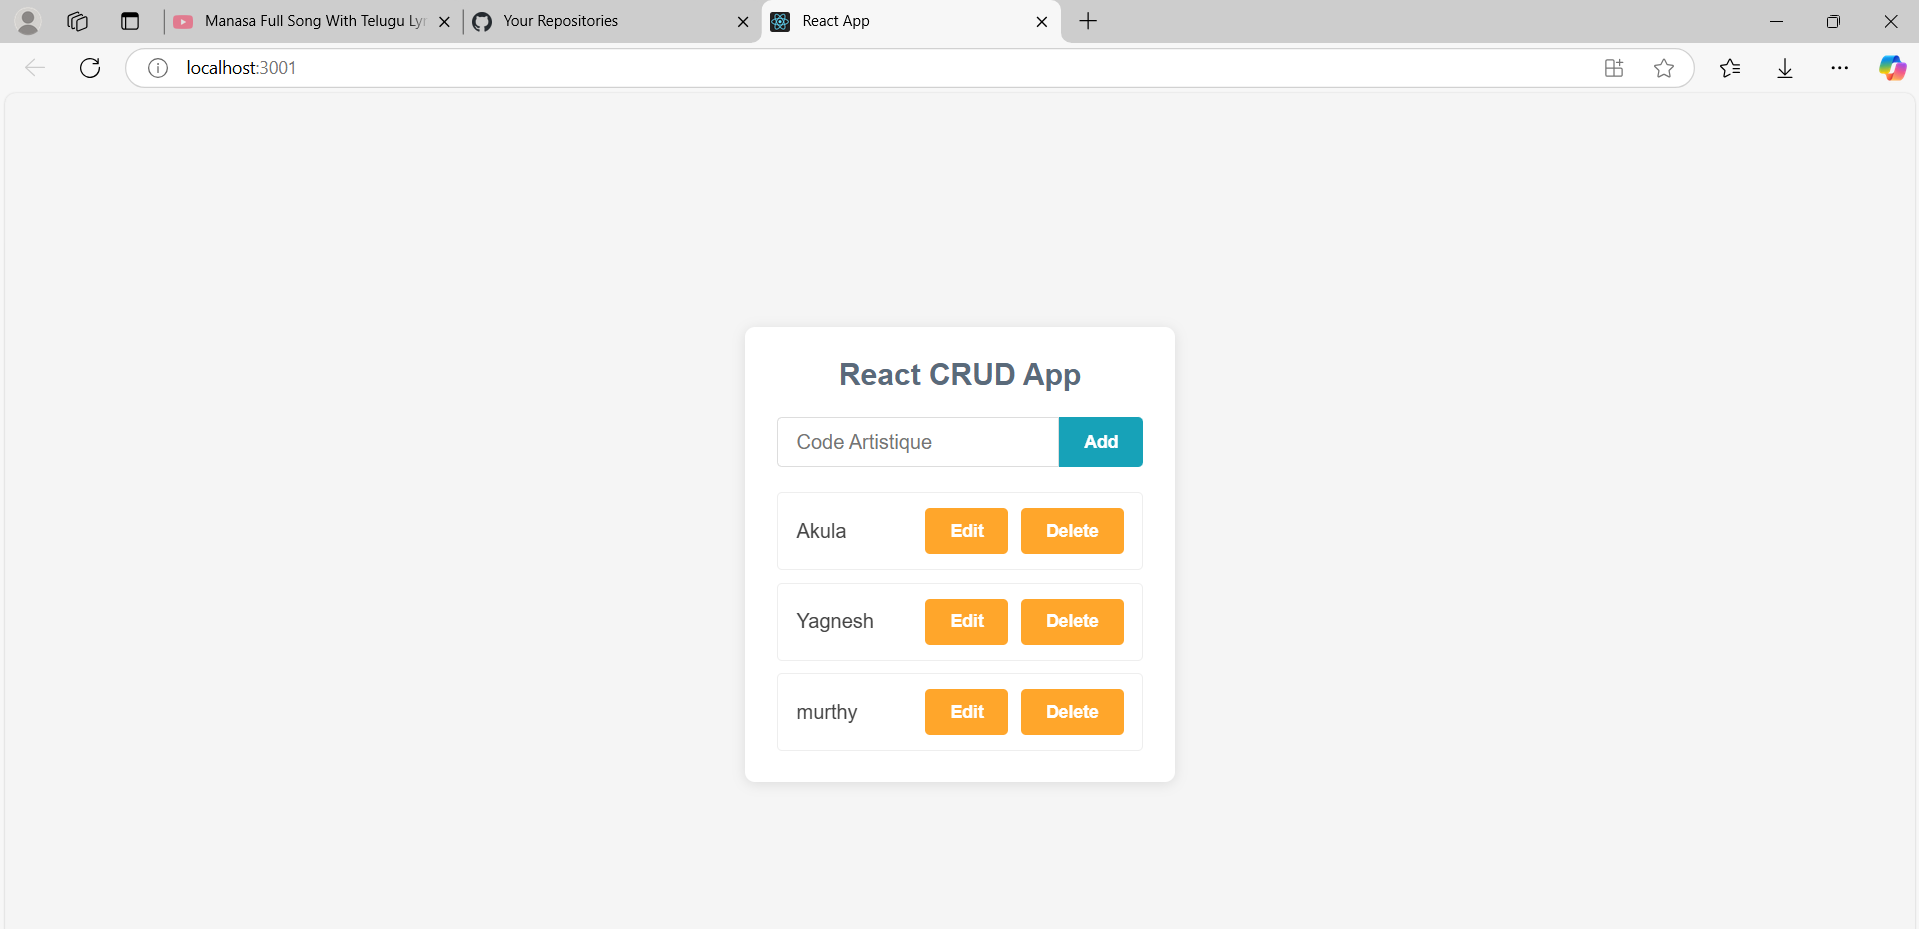 Manasa Full Song With Telugu Lyr
Your Repositories
React App
localhost:3001
React CRUD App
Code Artistique
Add
Akula
Edit
Delete
Yagnesh
Edit
Delete
murthy
Edit
Delete